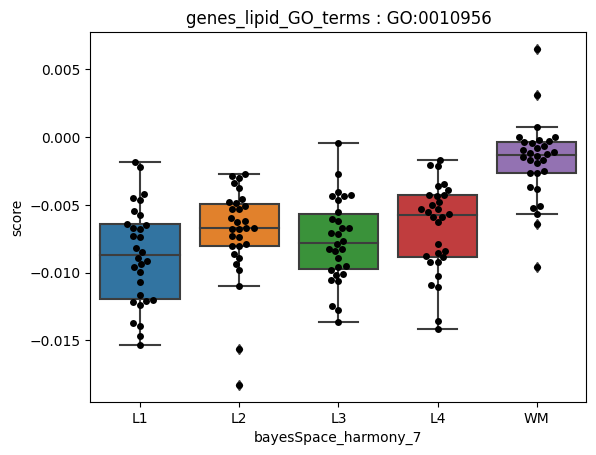 genes_lipid_GO_terms : GO:0010956
0.005
0.000
−0.005
−0.010
−0.015
score
L1 L2 L3 L4 WM
bayesSpace_harmony_7